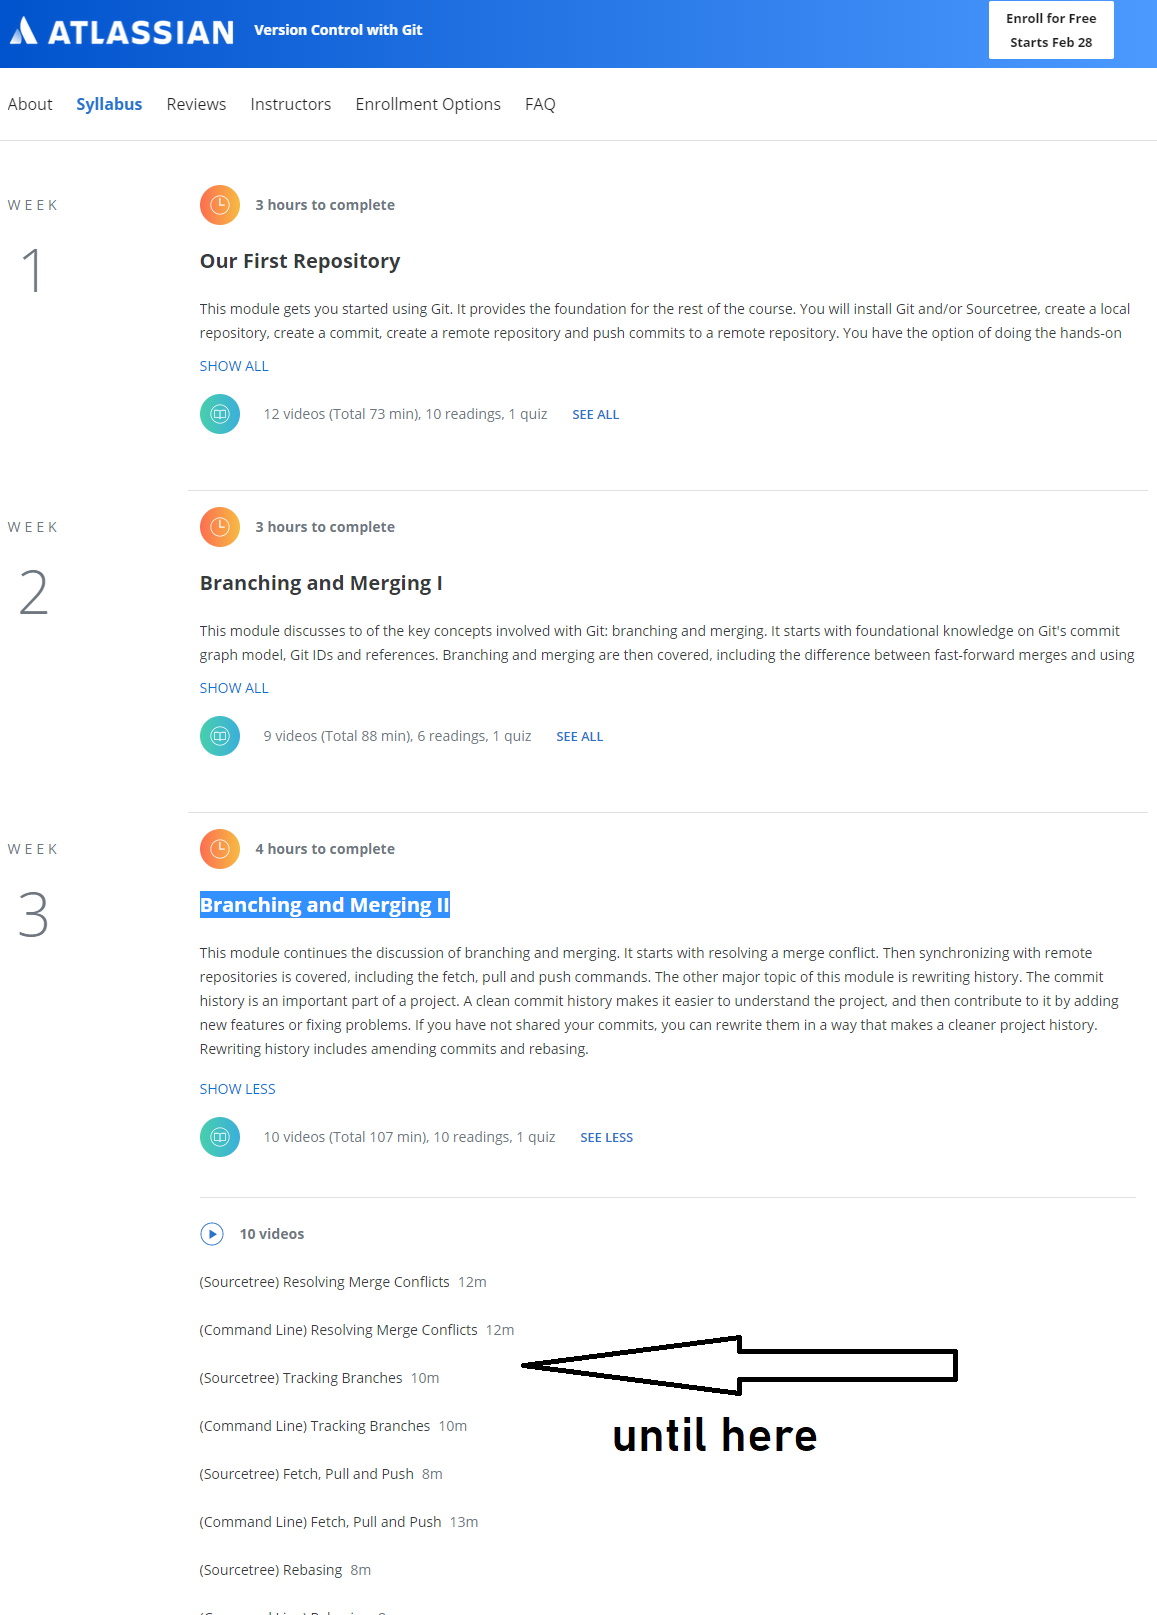 ATLASSIAN Version Control with Git
Enroll for Free
Starts Feb 28
About Syllabus Reviews Instructors Enrollment Options FAQ
WEEK
1
3 hours to complete
Our First Repository
This module gets you started using Git. It provides the foundation for the rest of the course. You will install Git and/or Sourcetree, create a local
repository, create a commit, create a remote repository and push commits to a remote repository. You have the option of doing the hands-on
SHOW ALL
12 videos (Total 73 min), 10 readings, 1 quiz SEE ALL
WEEK
2
3 hours to complete
Branching and Merging I
This module discusses to of the key concepts involved with Git: branching and merging. It starts with foundational knowledge on Git's commit
graph model, Git IDs and references. Branching and merging are then covered, including the difference between fast-forward merges and using
SHOW ALL
9 videos (Total 88 min), 6 readings, 1 quiz SEE ALL
WEEK
3
4 hours to complete
Branching and Merging II
This module continues the discussion of branching and merging. It starts with resolving a merge conflict. Then synchronizing with remote
repositories is covered, including the fetch, pull and push commands. The other major topic of this module is rewriting history. The commit
history is an important part of a project. A clean commit history makes it easier to understand the project, and then contribute to it by adding
new features or fixing problems. If you have not shared your commits, you can rewrite them in a way that makes a cleaner project history.
Rewriting history includes amending commits and rebasing.
SHOW LESS
10 videos (Total 107 min), 10 readings, 1 quiz SEE LESS
10 videos
(Sourcetree) Resolving Merge Conflicts 12m
(Command Line) Resolving Merge Conflicts 12m
(Sourcetree) Tracking Branches 10m
(Command Line) Tracking Branches 10m
until here
(Sourcetree) Fetch, Pull and Push 8m
(Command Line) Fetch, Pull and Push 13m
(Sourcetree) Rebasing 8m